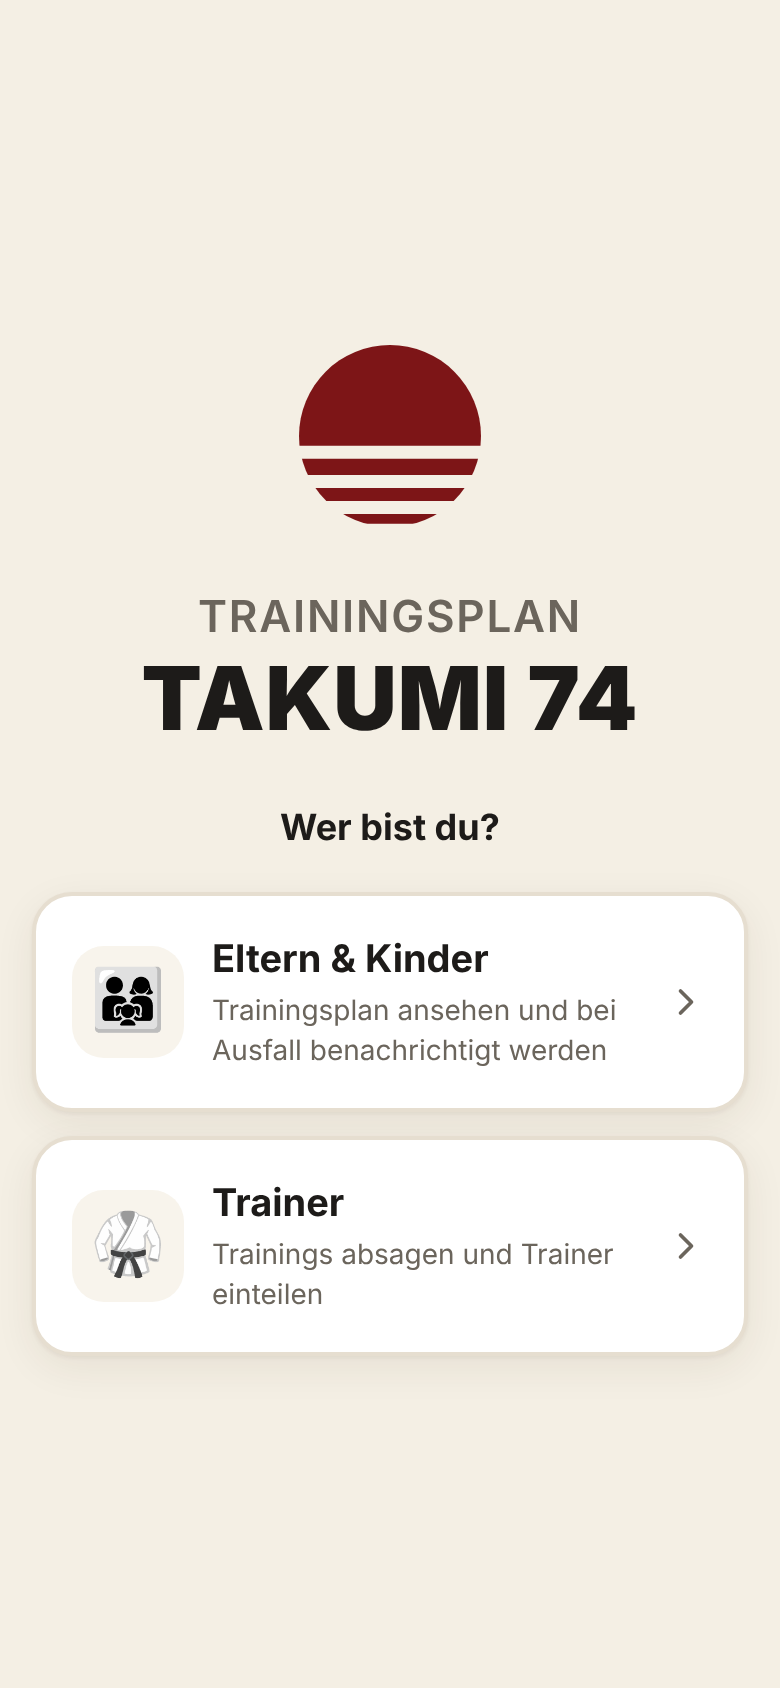 TRAININGSPLAN
TAKUMI 74
Wer bist du?
Eltern & Kinder
Trainingsplan ansehen und bei
Ausfall benachrichtigt werden
Trainer
Trainings absagen und Trainer
einteilen